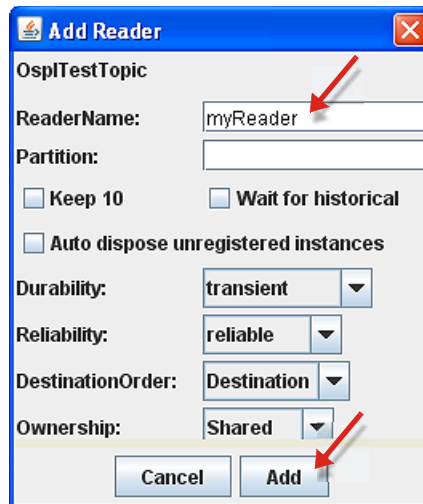 Add Reader
OsplTestTopic
ReaderName: myReader
Partition:
Keep 10 Wait for historical
Auto dispose unregistered instances
Durability: transient
Reliability: reliable
DestinationOrder: Destination
Ownership: Shared
Cancel Add